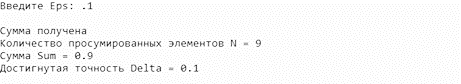 Введите Eps: .1
Сумма получена
Количество просумированных элементов N = 9
Сумма Sum = 0.9
Достигнутая точность Delta = 0.1